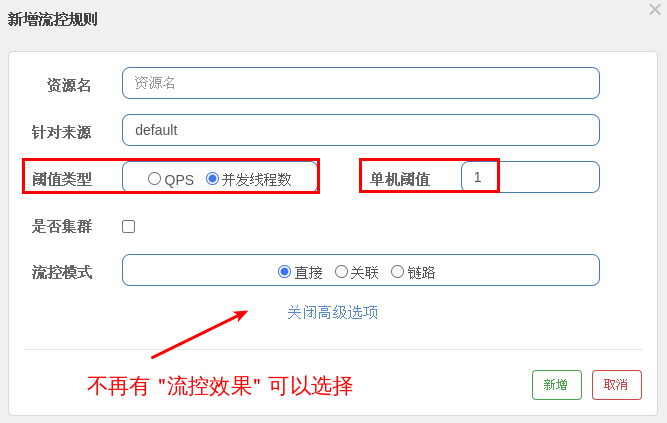 新增流控规则
×
资源名 资源名
针对来源 default
阈值类型 QPS 并发线程数 单机阈值 1
是否集群
流控模式 直接 关联 链路
关闭高级选项
不再有 "流控效果" 可以选择
新增 取消